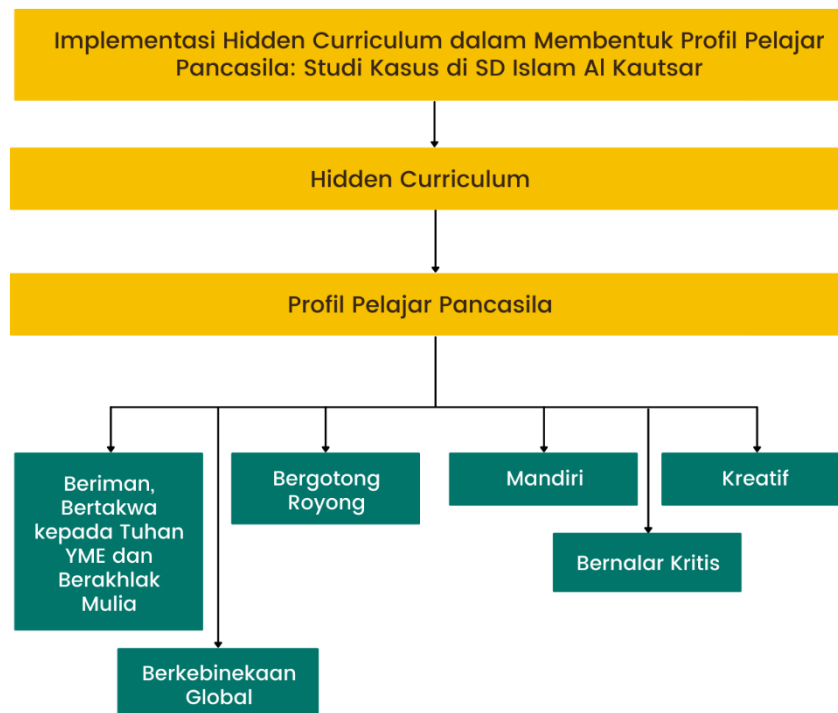 Implementasi Hidden Curriculum dalam Membentuk Profil Pelajar
Pancasila: Studi Kasus di SD Islam Al Kautsar
Hidden Curriculum
Profil Pelajar Pancasila
Beriman,
Bertakwa
kepada Tuhan
YME dan
Berakhlak
Mulia
Berkebinekaan
Global
Bergotong
Royong
Mandiri
Bernalar Kritis
Kreatif